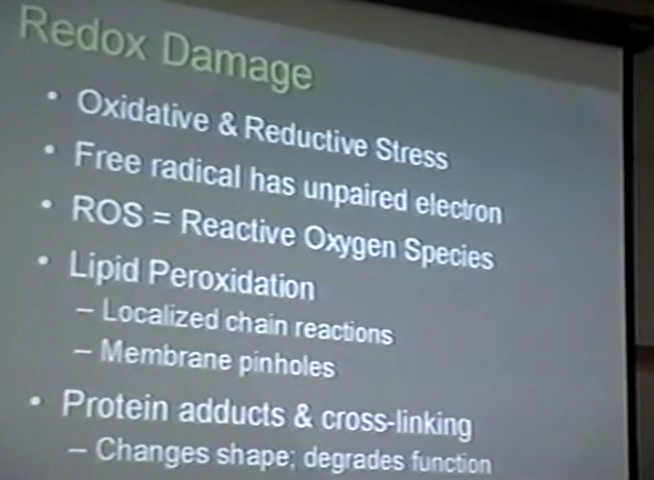 Redox Damage
• Oxidative & Reductive Stress
• Free radical has unpaired electron
• ROS = Reactive Oxygen Species
• Lipid Peroxidation
– Localized chain reactions
– Membrane pinholes
• Protein adducts & cross-linking
– Changes shape; degrades function